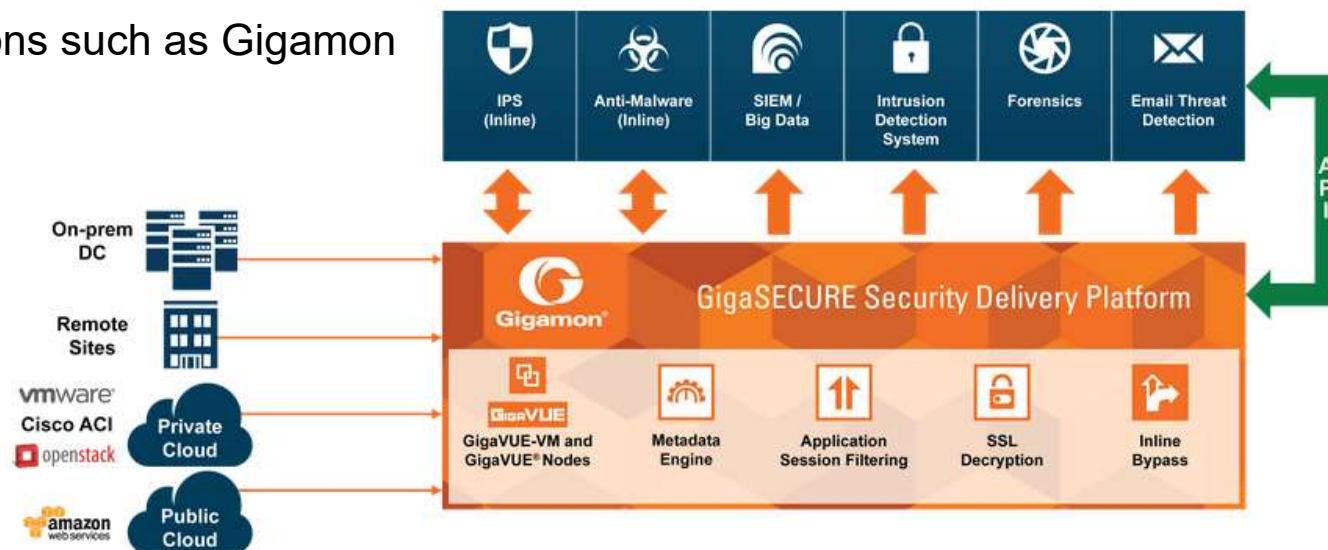 ons such as Gigamon
IPS
(Inline)
Anti-Malware
(Inline)
SIEM /
Big Data
Intrusion
Detection
System
Forensics
Email Threat
Detection
On-prem
DC
Remote
Sites
vmware®
Cisco ACI
openstack
Private
Cloud
amazon
web services
Public
Cloud
Gigamon®
GigaSECURE Security Delivery Platform
GigaVUE
GigaVUE-VM and
GigaVUE® Nodes
Metadata
Engine
Application
Session Filtering
SSL
Decryption
Inline
Bypass